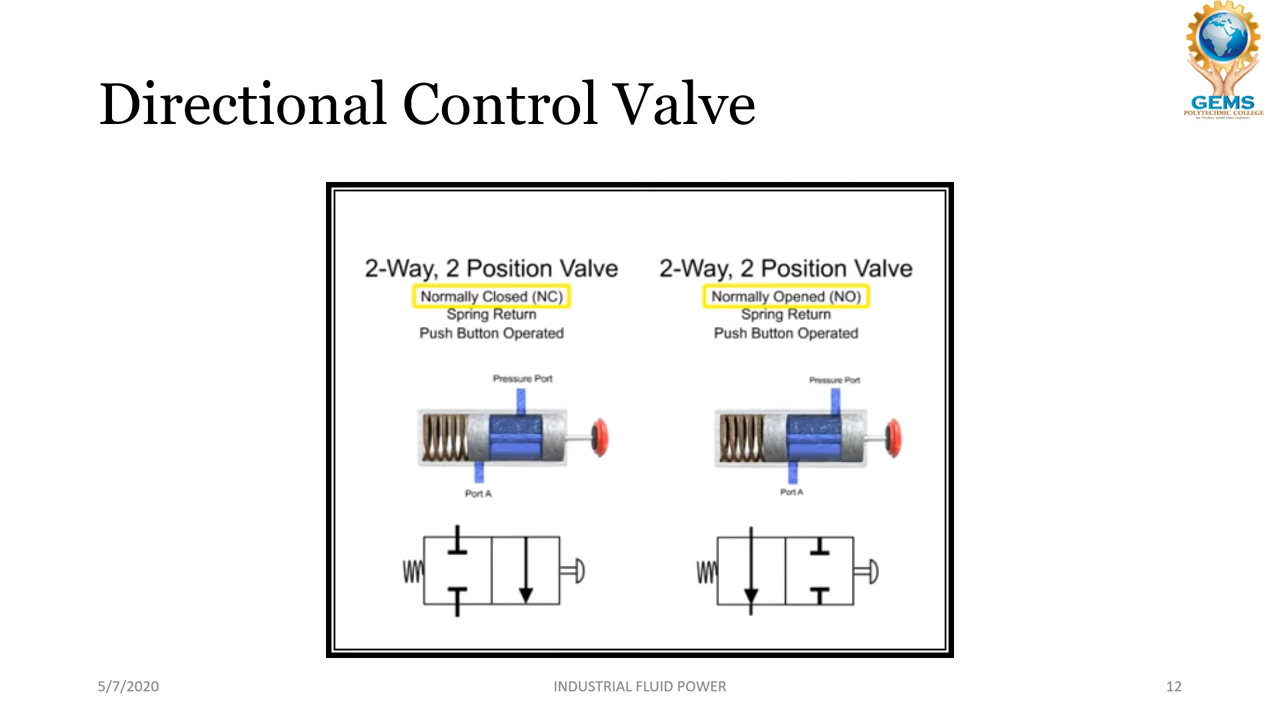 GEMS
POLYTECHNIC COLLEGE
Directional Control Valve
2-Way, 2 Position Valve
Normally Closed (NC)
Spring Return
Push Button Operated
Pressure Port
Port A
2-Way, 2 Position Valve
Normally Opened (NO)
Spring Return
Push Button Operated
Pressure Port
Port A
5/7/2020
INDUSTRIAL FLUID POWER
12